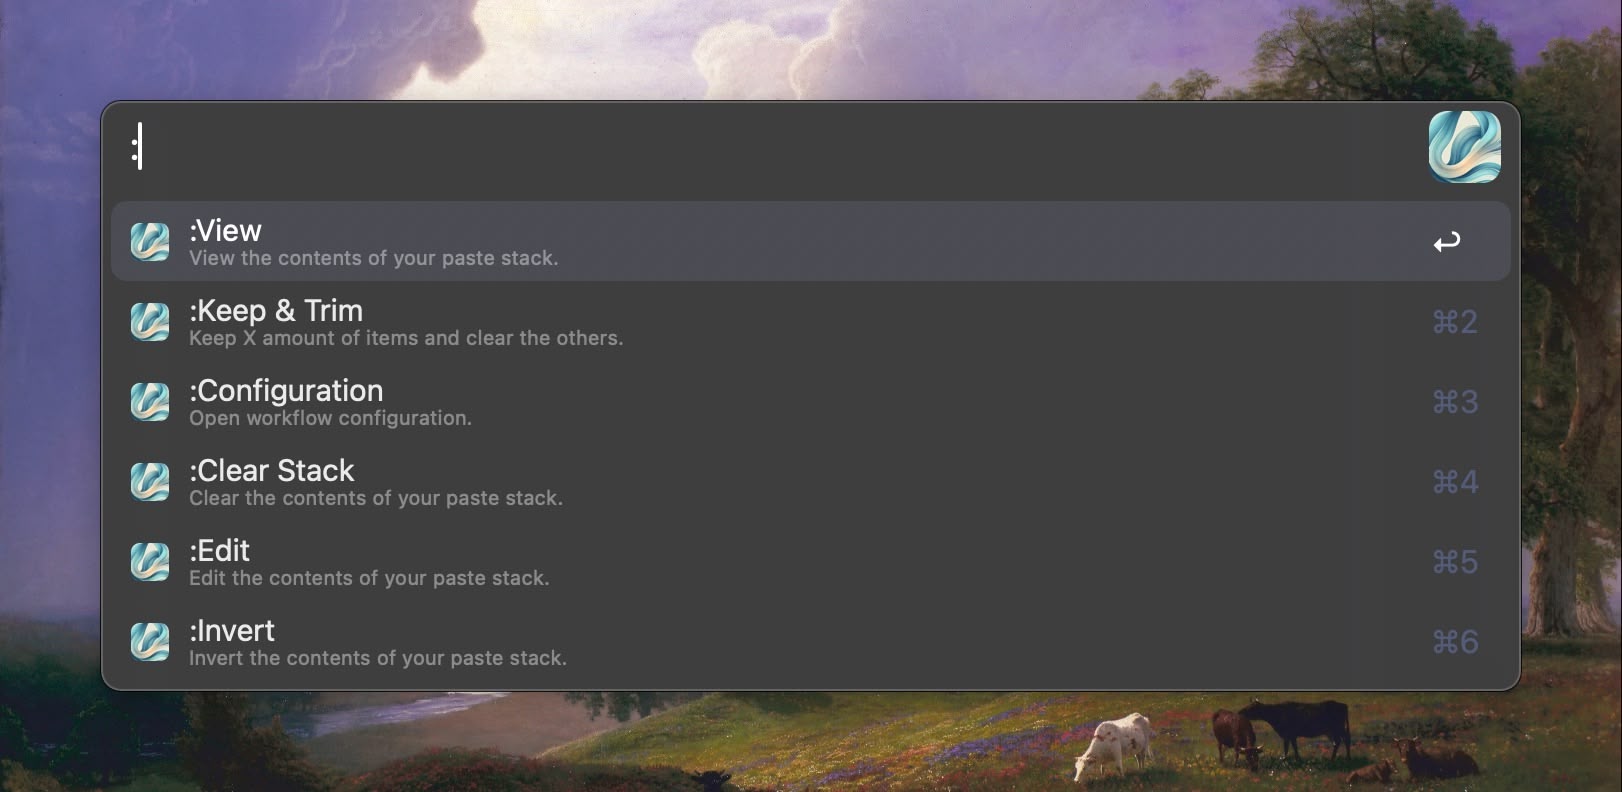 :
:View
View the contents of your paste stack.
:Keep & Trim
Keep X amount of items and clear the others.
⌘2
:Configuration
Open workflow configuration.
⌘3
:Clear Stack
Clear the contents of your paste stack.
⌘4
:Edit
Edit the contents of your paste stack.
⌘5
:Invert
Invert the contents of your paste stack.
⌘6